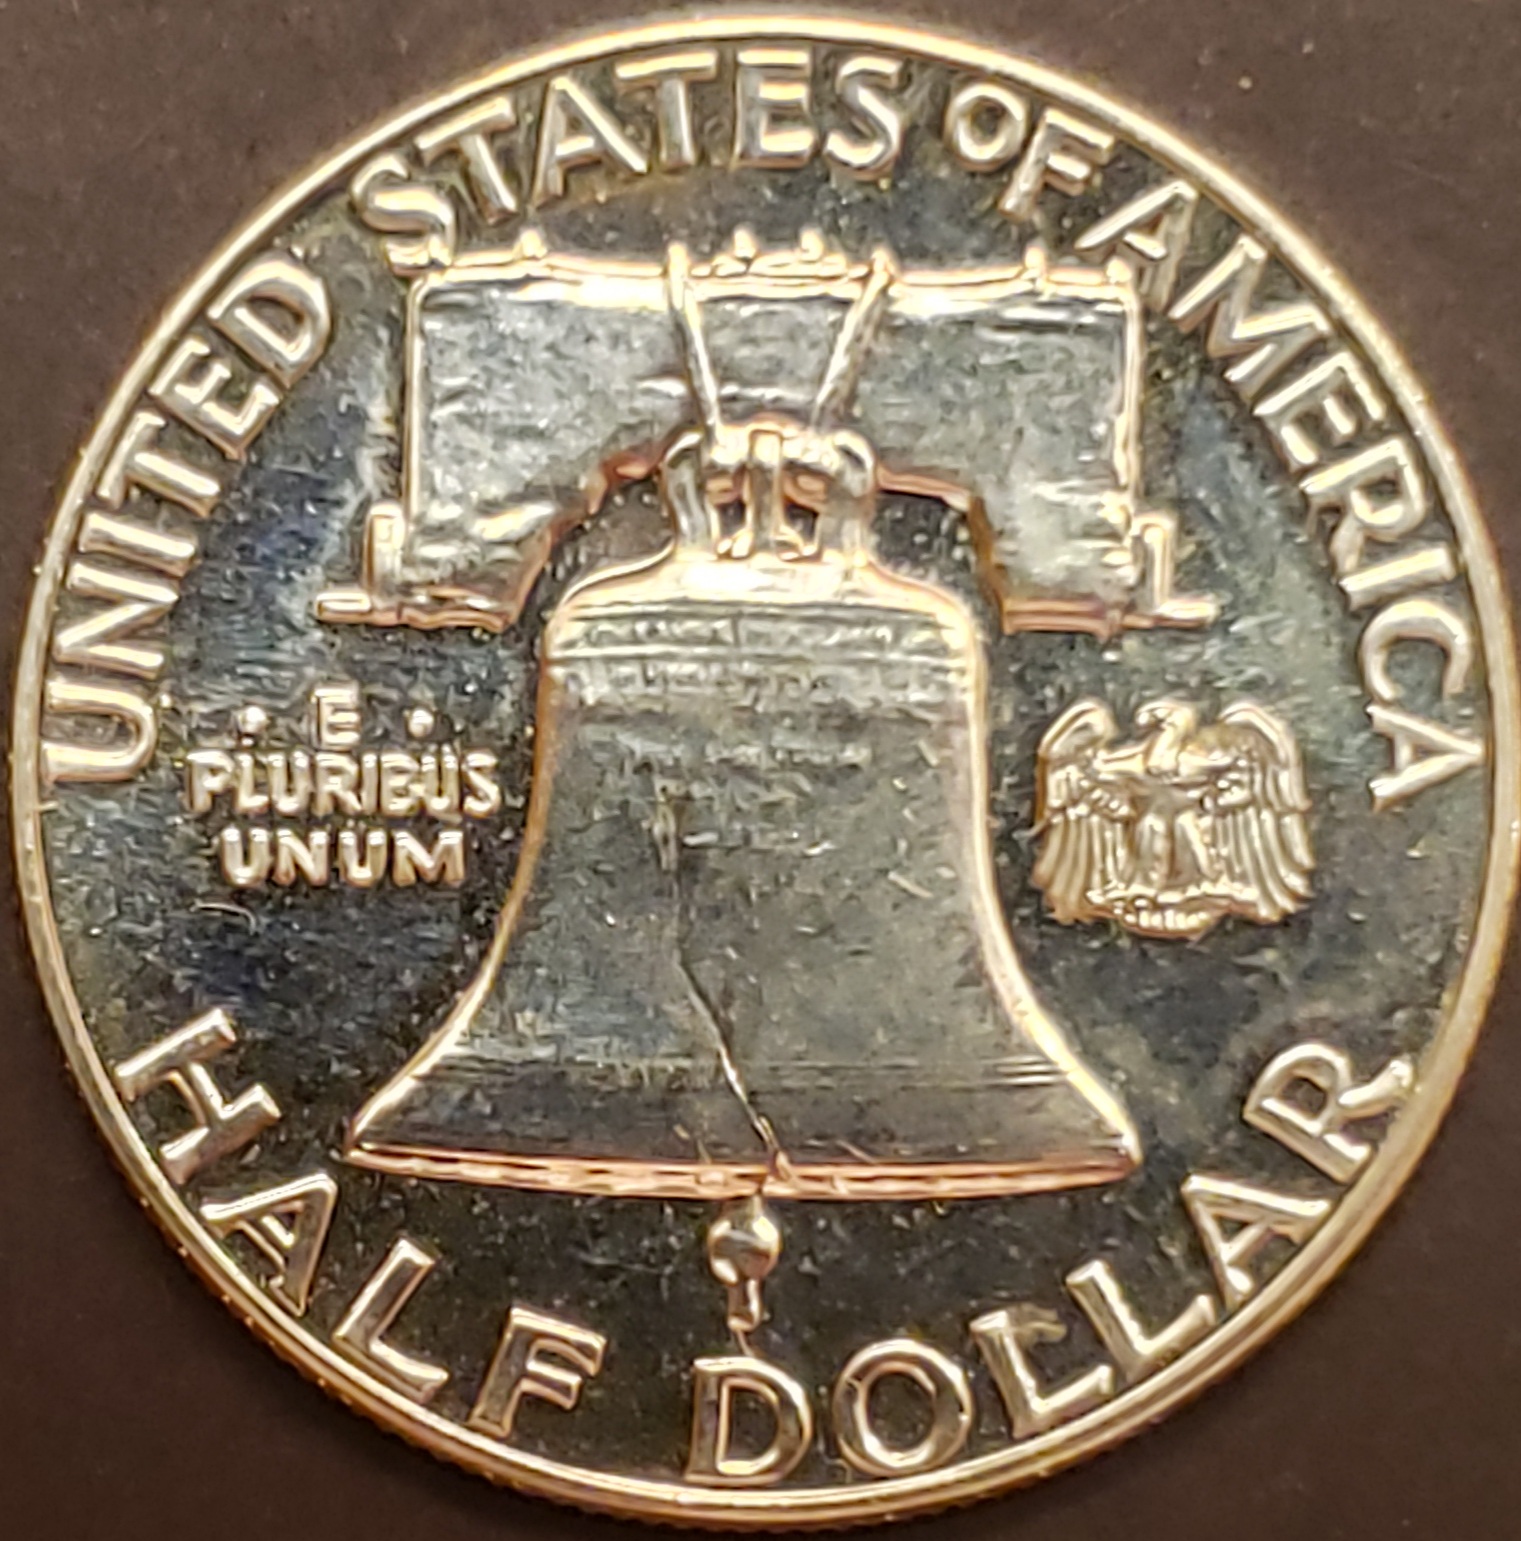 UNITED STATES OF AMERICA
· E ·
PLURIBUS
UNUM
HALF DOLLAR